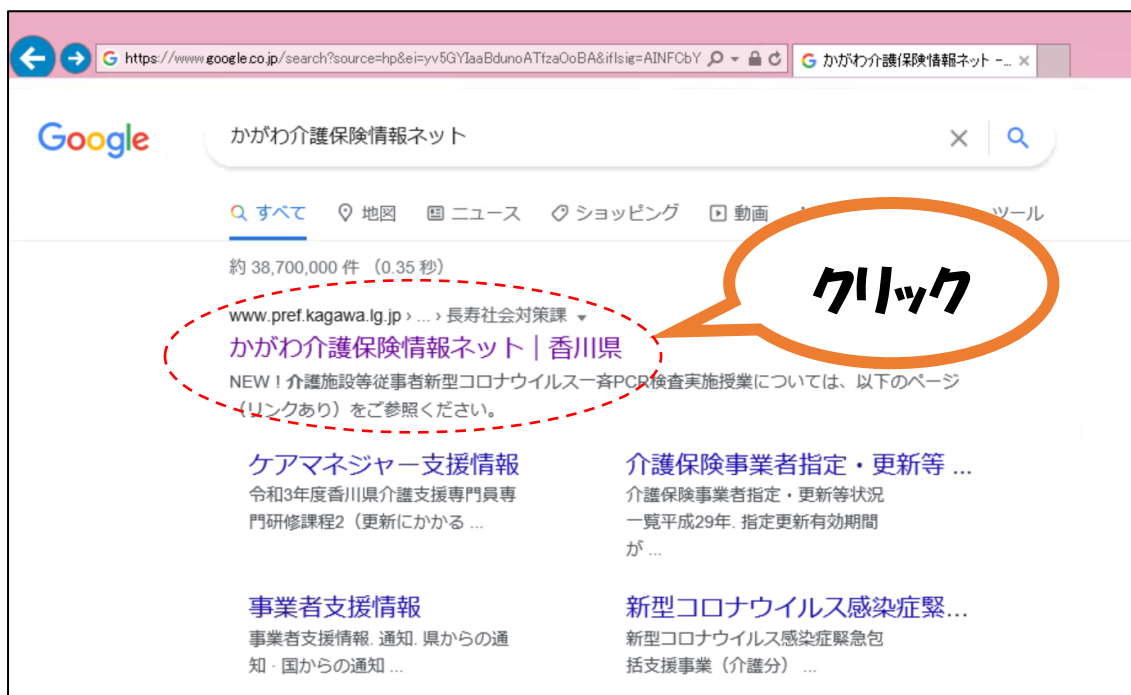 https://www.google.co.jp/search?source=hp&ei=yv5GYIaaBdunoATfzaOoBA&iflsig=AINFCbY
かがわ介護保険情報ネット -...
Google
かがわ介護保険情報ネット
すべて 地図 ニュース ショッピング 動画 ツール
約 38,700,000 件 （0.35 秒）
クリック
www.pref.kagawa.lg.jp › ... › 長寿社会対策課
かがわ介護保険情報ネット｜香川県
NEW！介護施設等従事者新型コロナウイルス一斉PCR検査実施授業については、以下のページ
（リンクあり）をご参照ください。
ケアマネジャー支援情報
令和3年度香川県介護支援専門員専
門研修課程2（更新にかかる ...
介護保険事業者指定・更新等 ...
介護保険事業者指定・更新等状況
一覧平成29年. 指定更新有効期間
が ...
事業者支援情報
事業者支援情報. 通知. 県からの通
知 · 国からの通知 ...
新型コロナウイルス感染症緊...
新型コロナウイルス感染症緊急包
括支援事業（介護分） ...